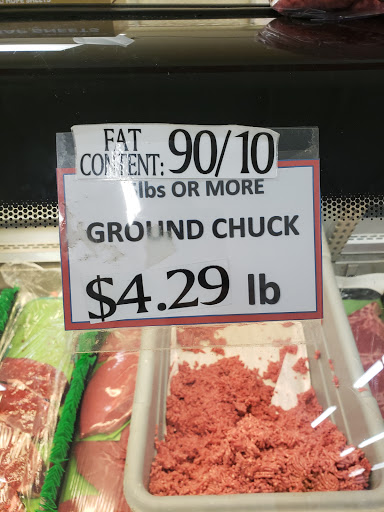 FAT
CONTENT: 90/10
lbs OR MORE
GROUND CHUCK
$4.29 lb